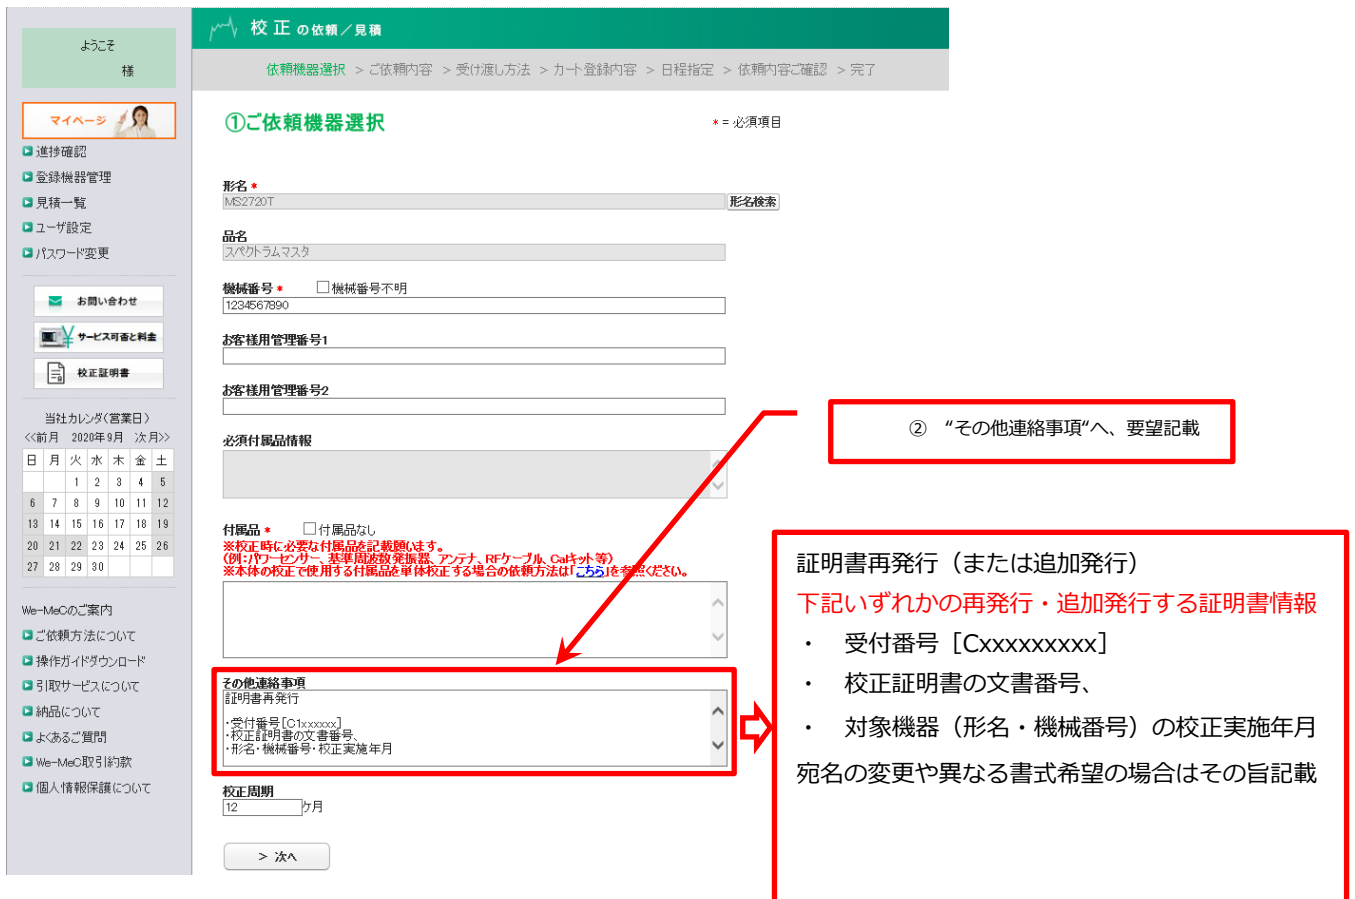 ようこそ
様
マイページ
進捗確認
登録機器管理
見積一覧
ユーザ設定
パスワード変更
お問い合わせ
サービス可否と料金
校正証明書
当社カレンダ(営業日)
<<前月 2020年9月 次月>>
日 月 火 水 木 金 土
1 2 3 4 5
6 7 8 9 10 11 12
13 14 15 16 17 18 19
20 21 22 23 24 25 26
27 28 29 30
We-MeCのご案内
ご依頼方法について
操作ガイドダウンロード
引取サービスについて
納品について
よくあるご質問
We-MeC取引約款
個人情報保護について
校正の依頼／見積
依頼機器選択 > ご依頼内容 > 受け渡し方法 > カート登録内容 > 日程指定 > 依頼内容ご確認 > 完了
①ご依頼機器選択
*= 必須項目
形名 *
MS2720T 形名検索
品名
スペクトラムマスタ
機械番号 * 機械番号不明
1234567890
お客様用管理番号1
お客様用管理番号2
必須付属品情報
付属品 * 付属品なし
※校正時に必要な付属品を記載願います。
(例:パワーセンサー、基準周波数発振器、アンテナ、RFケーブル、Calキット等)
※本体の校正で使用する付属品を単体校正する場合の依頼方法は「こちら」を参照ください。
その他連絡事項
証明書再発行
・受付番号[C1xxxxxx]
・校正証明書の文書番号、
・形名・機械番号・校正実施年月
校正周期
12 ケ月
> 次へ
② “その他連絡事項“へ、要望記載
証明書再発行（または追加発行）
下記いずれかの再発行・追加発行する証明書情報
・ 受付番号［Cxxxxxxxxx］
・ 校正証明書の文書番号、
・ 対象機器（形名・機械番号）の校正実施年月
宛名の変更や異なる書式希望の場合はその旨記載